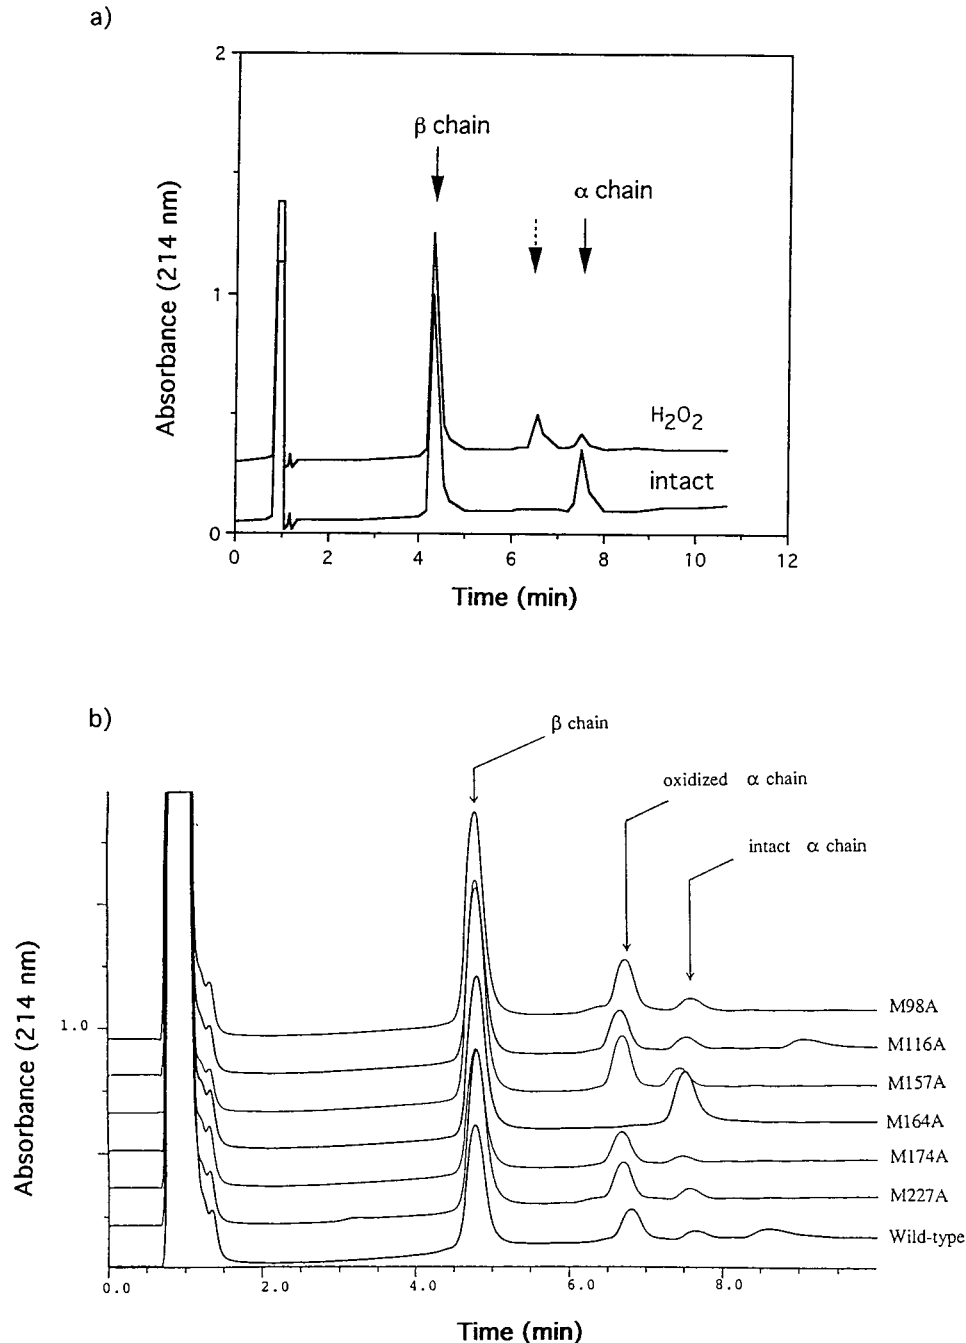 a)
2
β chain
α chain
Absorbance (214 nm)
1
H₂O₂
intact
0
0 2 4 6 8 10 12
Time (min)
b)
β chain
oxidized α chain
intact α chain
Absorbance (214 nm)
1.0
M98A
M116A
M157A
M164A
M174A
M227A
Wild-type
0.0 2.0 4.0 6.0 8.0
Time (min)